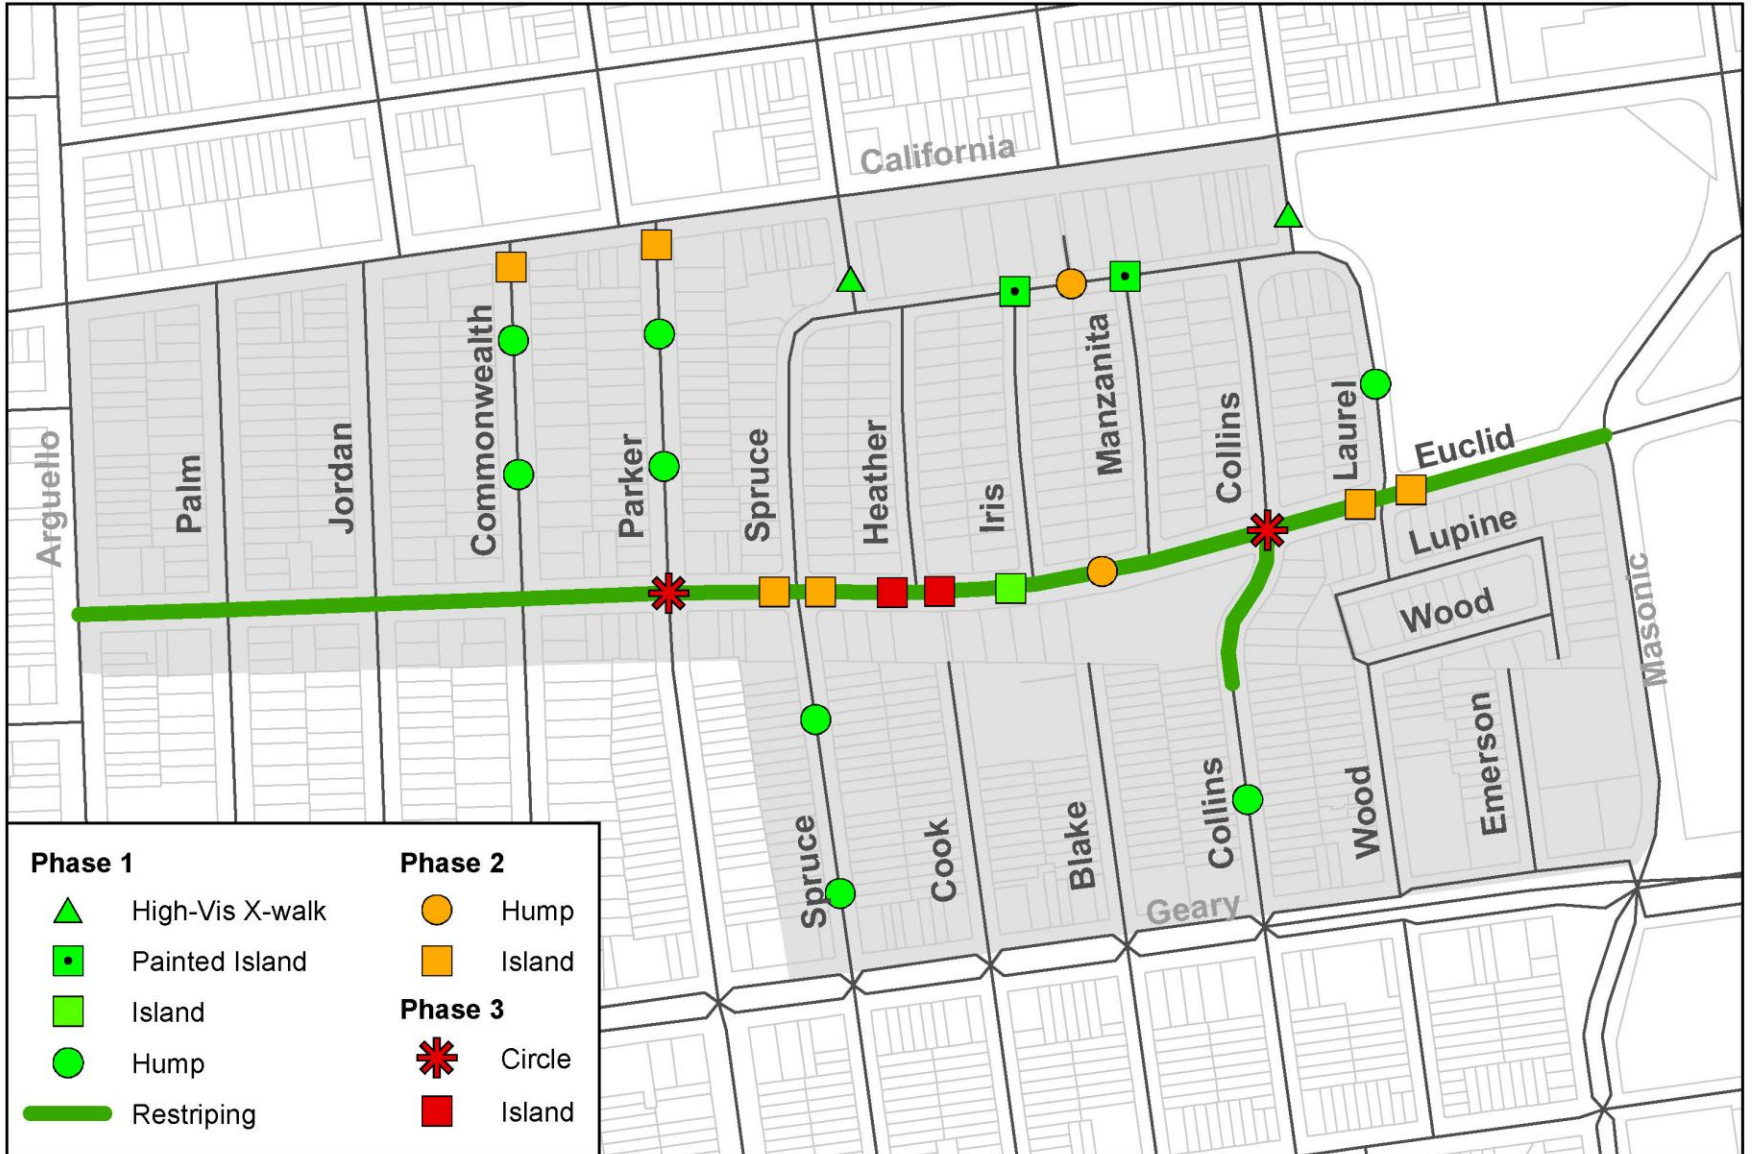 California
Arguello
Palm
Jordan
Commonwealth
Parker
Spruce
Heather
Iris
Manzanita
Collins
Laurel
Euclid
Lupine
Wood
Masonic
Spruce
Cook
Blake
Collins
Wood
Emerson
Geary
Phase 1
High-Vis X-walk
Painted Island
Island
Hump
Restriping
Phase 2
Hump
Island
Phase 3
Circle
Island